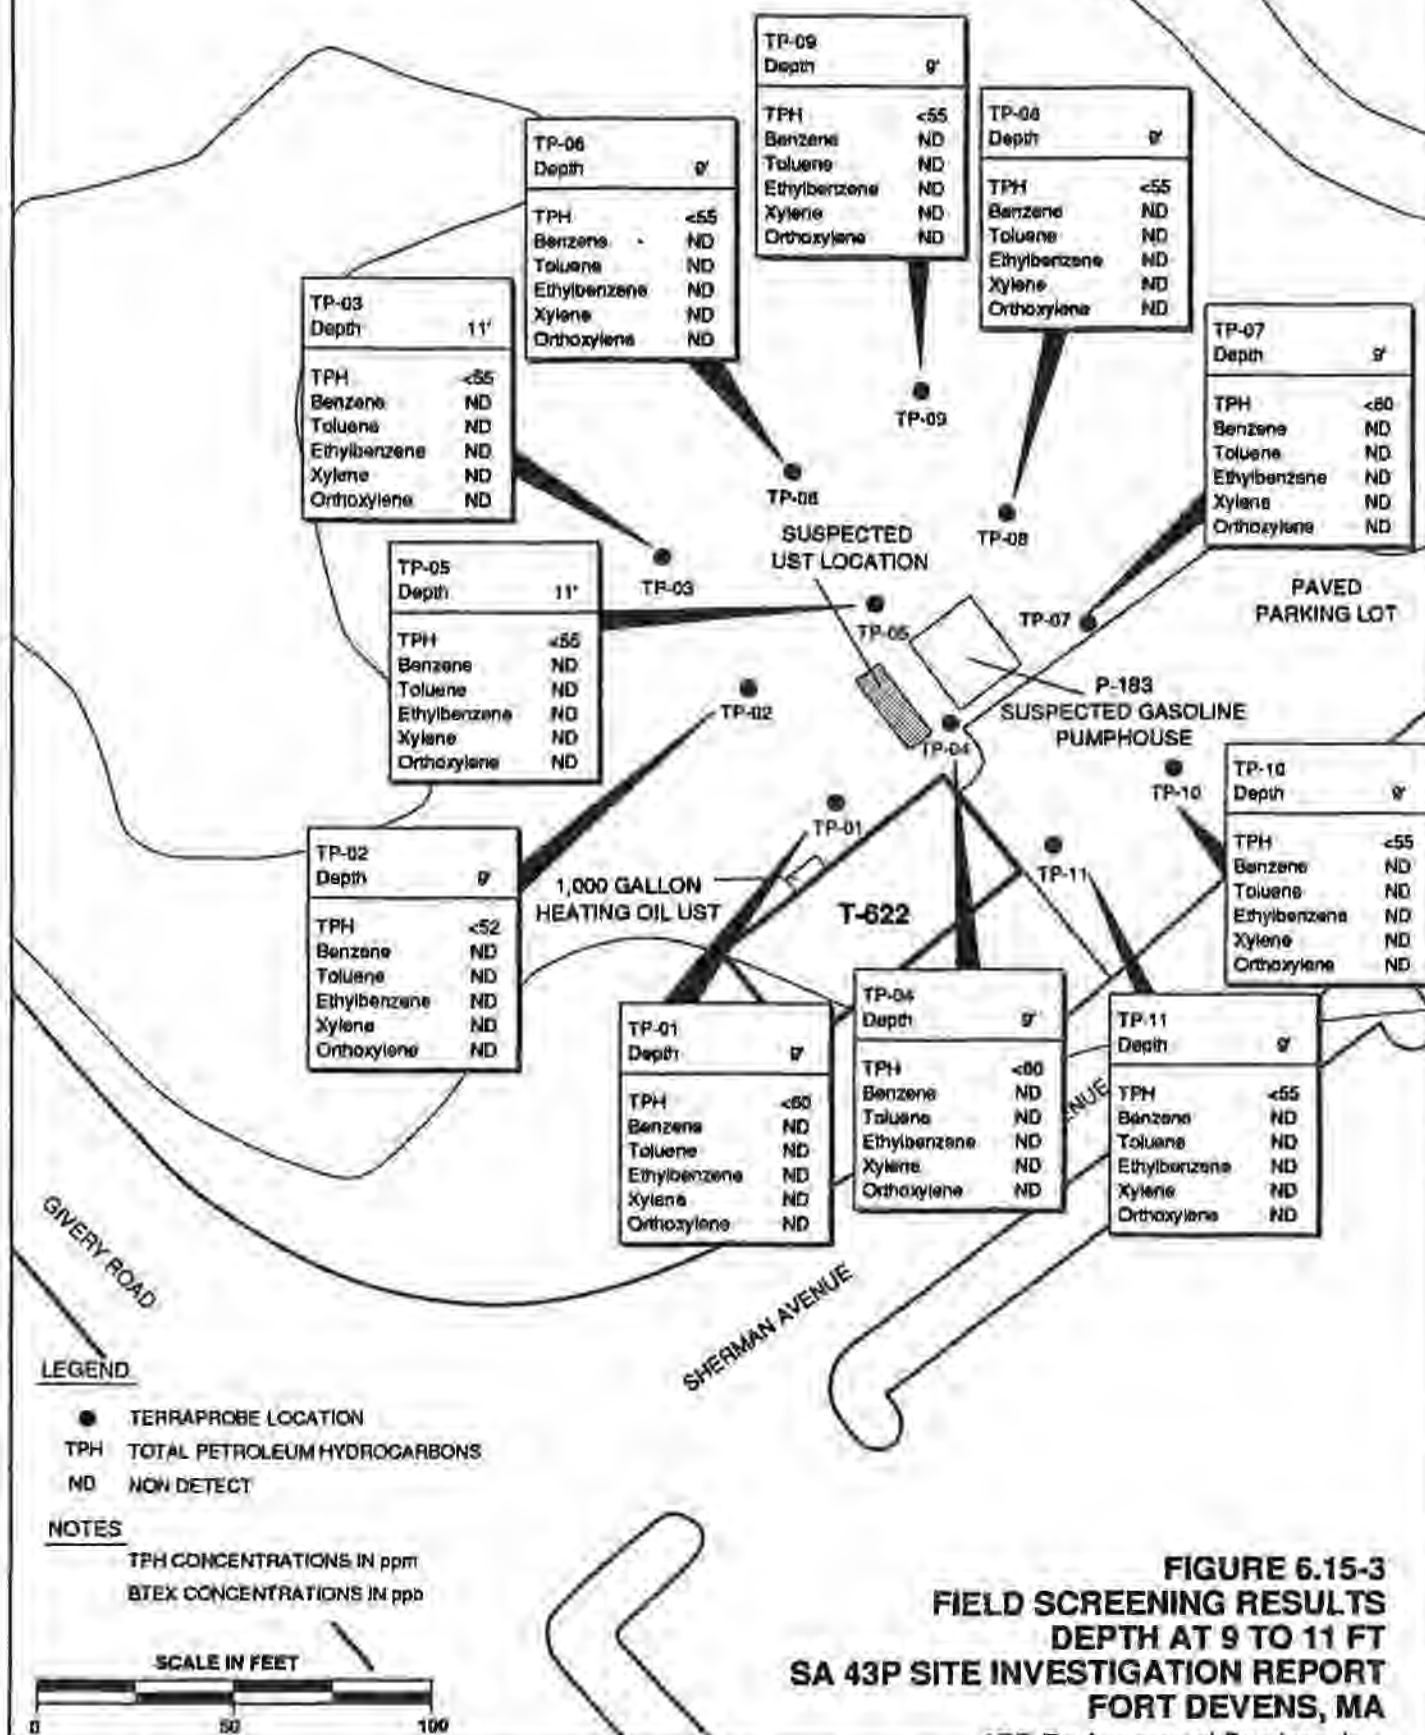 TP-09
Depth 9'
TPH <55
Benzene ND
Toluene ND
Ethylbenzene ND
Xylene ND
Orthoxylene ND
TP-08
Depth 9'
TPH <55
Benzene ND
Toluene ND
Ethylbenzene ND
Xylene ND
Orthoxylene ND
TP-06
Depth 9'
TPH <55
Benzene ND
Toluene ND
Ethylbenzene ND
Xylene ND
Orthoxylene ND
TP-03
Depth 11'
TPH <55
Benzene ND
Toluene ND
Ethylbenzene ND
Xylene ND
Orthoxylene ND
TP-07
Depth 9'
TPH <60
Benzene ND
Toluene ND
Ethylbenzene ND
Xylene ND
Orthoxylene ND
TP-09
TP-06
TP-08
SUSPECTED
UST LOCATION
TP-03
TP-05
Depth 11'
TPH <55
Benzene ND
Toluene ND
Ethylbenzene ND
Xylene ND
Orthoxylene ND
TP-05
TP-07
PAVED
PARKING LOT
P-183
SUSPECTED GASOLINE
PUMPHOUSE
TP-02
TP-04
TP-10
TP-10
Depth 9'
TPH <55
Benzene ND
Toluene ND
Ethylbenzene ND
Xylene ND
Orthoxylene ND
TP-01
TP-11
TP-02
Depth 9'
TPH <52
Benzene ND
Toluene ND
Ethylbenzene ND
Xylene ND
Orthoxylene ND
1,000 GALLON
HEATING OIL UST
T-622
TP-01
Depth 9'
TPH <60
Benzene ND
Toluene ND
Ethylbenzene ND
Xylene ND
Orthoxylene ND
TP-04
Depth 9'
TPH <60
Benzene ND
Toluene ND
Ethylbenzene ND
Xylene ND
Orthoxylene ND
ENUE
TP-11
Depth 9'
TPH <55
Benzene ND
Toluene ND
Ethylbenzene ND
Xylene ND
Orthoxylene ND
GIVERY ROAD
SHERMAN AVENUE
LEGEND
TERRAPROBE LOCATION
TPH TOTAL PETROLEUM HYDROCARBONS
ND NON DETECT
NOTES
TPH CONCENTRATIONS IN ppm
BTEX CONCENTRATIONS IN ppb
SCALE IN FEET
0 50 100
FIGURE 6.15-3
FIELD SCREENING RESULTS
DEPTH AT 9 TO 11 FT
SA 43P SITE INVESTIGATION REPORT
FORT DEVENS, MA